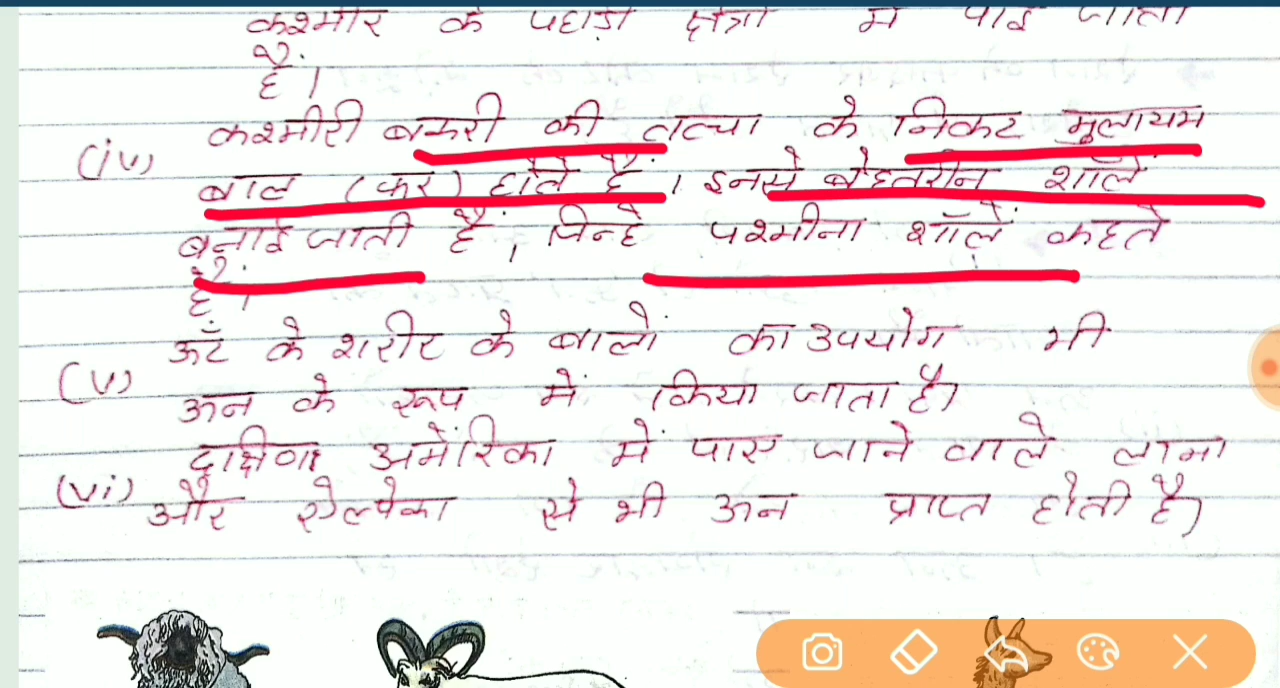 कश्मीर के पहाड़ी क्षेत्रों में पाई जाती
हैं।
(iv) कश्मीरी बकरी की त्वचा के निकट मुलायम
बाल (फर) होते हैं। इनसे बेहतरीन शॉलें
बनाई जाती हैं, जिन्हे पश्मीना शॉलें कहते
हैं।
(v) ऊँट के शरीर के बालों का उपयोग भी
ऊन के रूप में किया जाता है।
(vi) दक्षिण अमेरिका में पाए जाने वाले लामा
और ऐल्पेका से भी ऊन प्राप्त होती है।